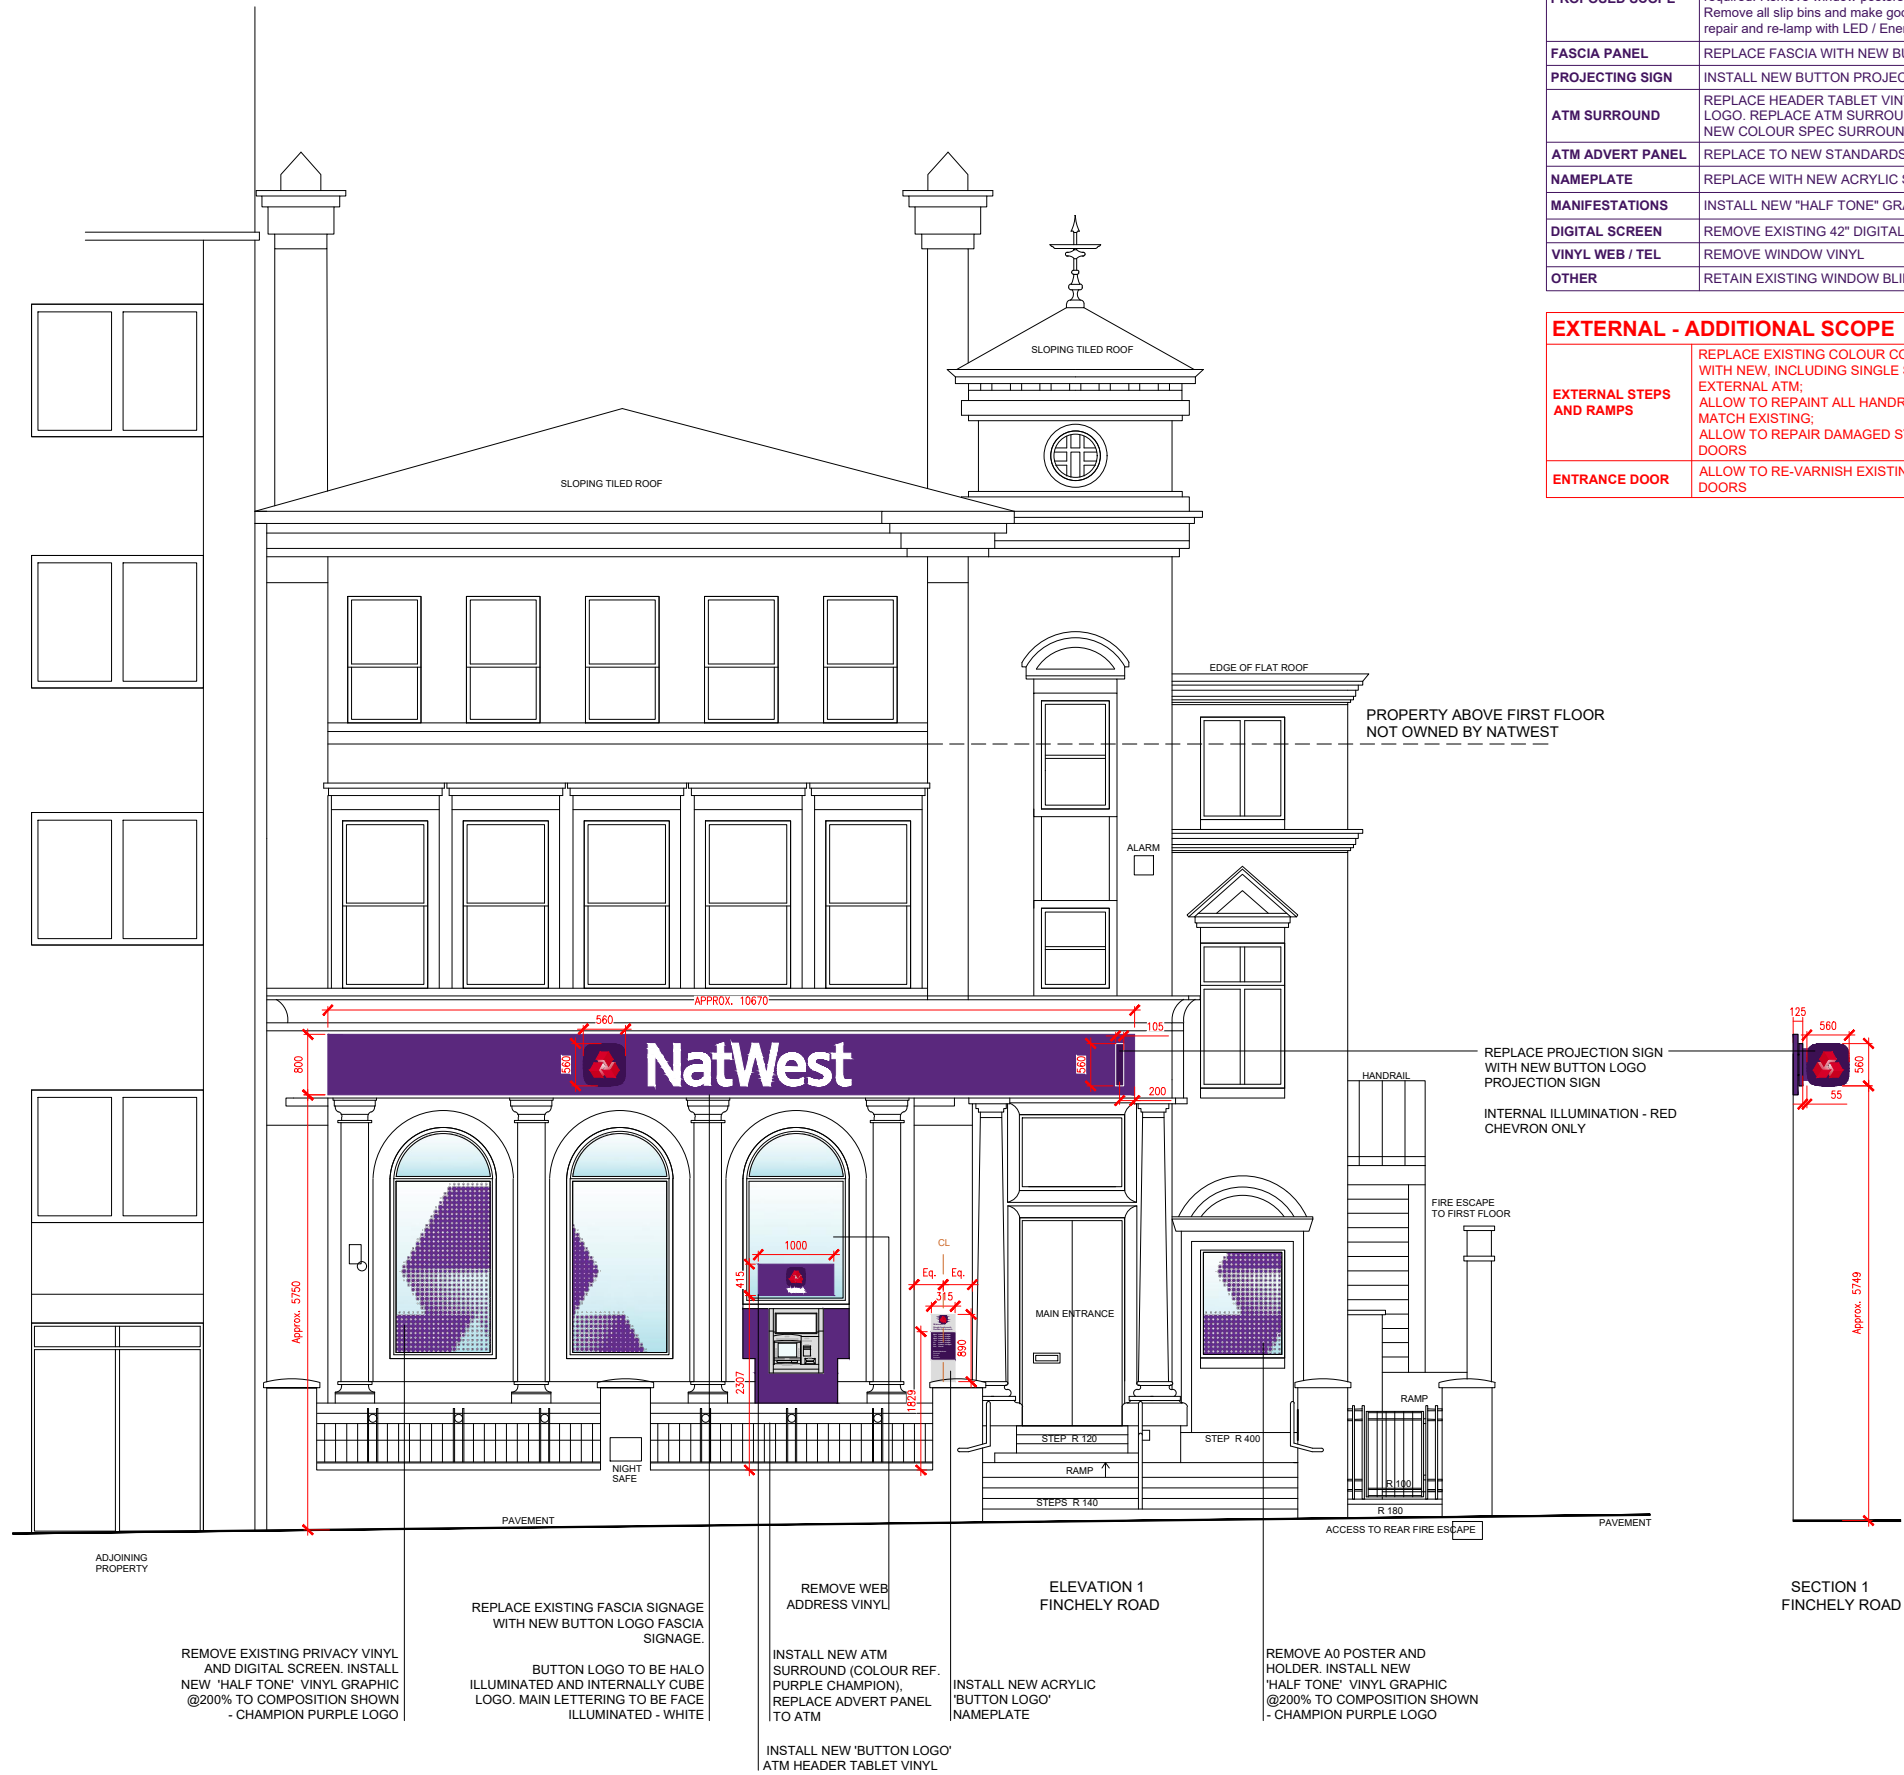 Remove all slip bins and make
repair and re-lamp with LED /
FASCIA PANEL
REPLACE FASCIA WITH NEW
PROJECTING SIGN
INSTALL NEW BUTTON
ATM SURROUND
REPLACE HEADER TABLET
LOGO. REPLACE ATM
NEW COLOUR SPEC
ATM ADVERT PANEL
REPLACE TO NEW STANDARDS
NAMEPLATE
REPLACE WITH NEW ACRYLIC
MANIFESTATIONS
INSTALL NEW "HALF TONE"
DIGITAL SCREEN
REMOVE EXISTING 42" DIGITAL
VINYL WEB / TEL
REMOVE WINDOW VINYL
OTHER
RETAIN EXISTING WINDOW
EXTERNAL - ADDITIONAL SCOPE
EXTERNAL STEPS
AND RAMPS
REPLACE EXISTING COLOUR
WITH NEW, INCLUDING SINGLE
EXTERNAL ATM;
ALLOW TO REPAINT ALL
MATCH EXISTING;
ALLOW TO REPAIR DAMAGED
DOORS
ENTRANCE DOOR
ALLOW TO RE-VARNISH
DOORS
SLOPING TILED ROOF
SLOPING TILED ROOF
EDGE OF FLAT ROOF
PROPERTY ABOVE FIRST FLOOR
NOT OWNED BY NATWEST
ALARM
APPROX. 10670
560
105
800
560
NatWest
560
200
REPLACE PROJECTION SIGN
WITH NEW BUTTON LOGO
PROJECTION SIGN
INTERNAL ILLUMINATION - RED
CHEVRON ONLY
125
560
560
55
HANDRAIL
FIRE ESCAPE
TO FIRST FLOOR
Approx. 5750
1000
415
2307
CL
Eq. Eq.
315
890
1829
MAIN ENTRANCE
Approx. 5749
RAMP
STEP R 120
STEP R 400
NIGHT
SAFE
RAMP
STEPS R 140
R 100
R 180
PAVEMENT
ACCESS TO REAR FIRE ESCAPE
PAVEMENT
ADJOINING
PROPERTY
ELEVATION 1
FINCHELY ROAD
SECTION 1
FINCHELY ROAD
REMOVE WEB
ADDRESS VINYL
REPLACE EXISTING FASCIA SIGNAGE
WITH NEW BUTTON LOGO FASCIA
SIGNAGE.
BUTTON LOGO TO BE HALO
ILLUMINATED AND INTERNALLY CUBE
LOGO. MAIN LETTERING TO BE FACE
ILLUMINATED - WHITE
REMOVE EXISTING PRIVACY VINYL
AND DIGITAL SCREEN. INSTALL
NEW 'HALF TONE' VINYL GRAPHIC
@200% TO COMPOSITION SHOWN
- CHAMPION PURPLE LOGO
INSTALL NEW ATM
SURROUND (COLOUR REF.
PURPLE CHAMPION),
REPLACE ADVERT PANEL
TO ATM
INSTALL NEW ACRYLIC
'BUTTON LOGO'
NAMEPLATE
REMOVE A0 POSTER AND
HOLDER. INSTALL NEW
'HALF TONE' VINYL GRAPHIC
@200% TO COMPOSITION SHOWN
- CHAMPION PURPLE LOGO
INSTALL NEW 'BUTTON LOGO'
ATM HEADER TABLET VINYL